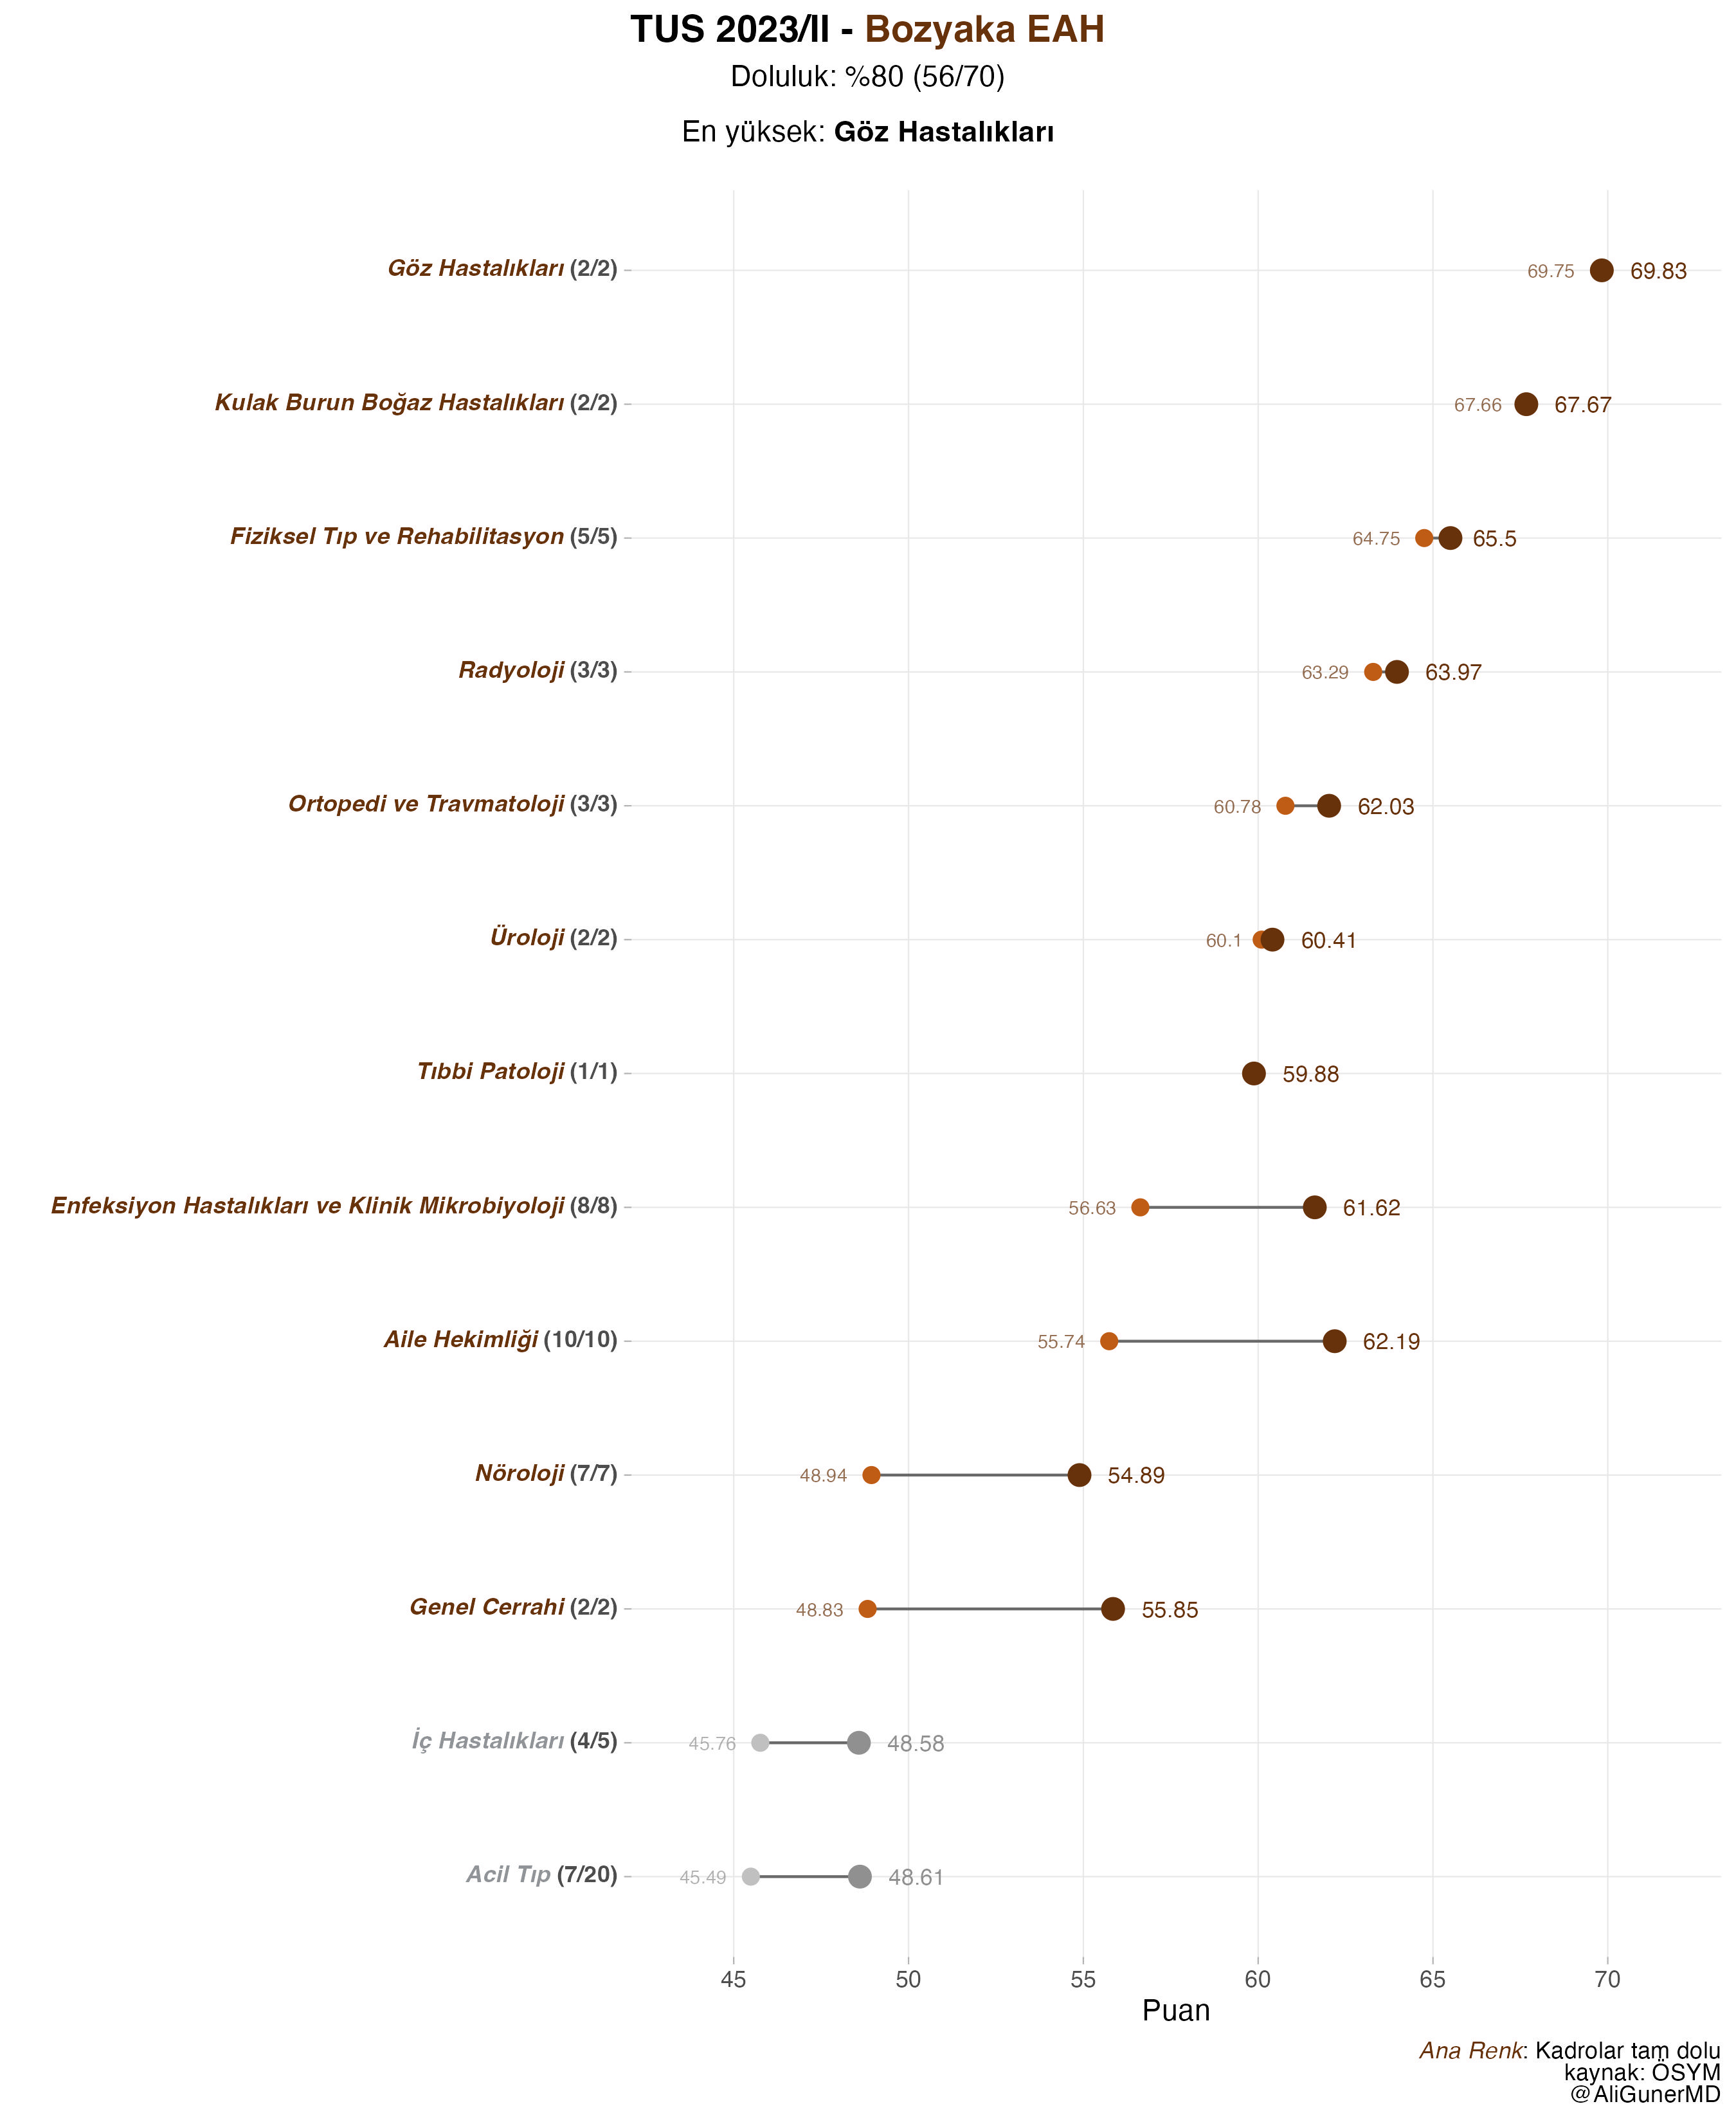 TUS 2023/II - Bozyaka EAH
Doluluk: %80 (56/70)
En yüksek: Göz Hastalıkları
Göz Hastalıkları (2/2) 69.75 69.83
Kulak Burun Boğaz Hastalıkları (2/2) 67.66 67.67
Fiziksel Tıp ve Rehabilitasyon (5/5) 64.75 65.5
Radyoloji (3/3) 63.29 63.97
Ortopedi ve Travmatoloji (3/3) 60.78 62.03
Üroloji (2/2) 60.1 60.41
Tıbbi Patoloji (1/1) 59.88
Enfeksiyon Hastalıkları ve Klinik Mikrobiyoloji (8/8) 56.63 61.62
Aile Hekimliği (10/10) 55.74 62.19
Nöroloji (7/7) 48.94 54.89
Genel Cerrahi (2/2) 48.83 55.85
İç Hastalıkları (4/5) 45.76 48.58
Acil Tıp (7/20) 45.49 48.61
45 50 55 60 65 70
Puan
Ana Renk: Kadrolar tam dolu
kaynak: ÖSYM
@AliGunerMD